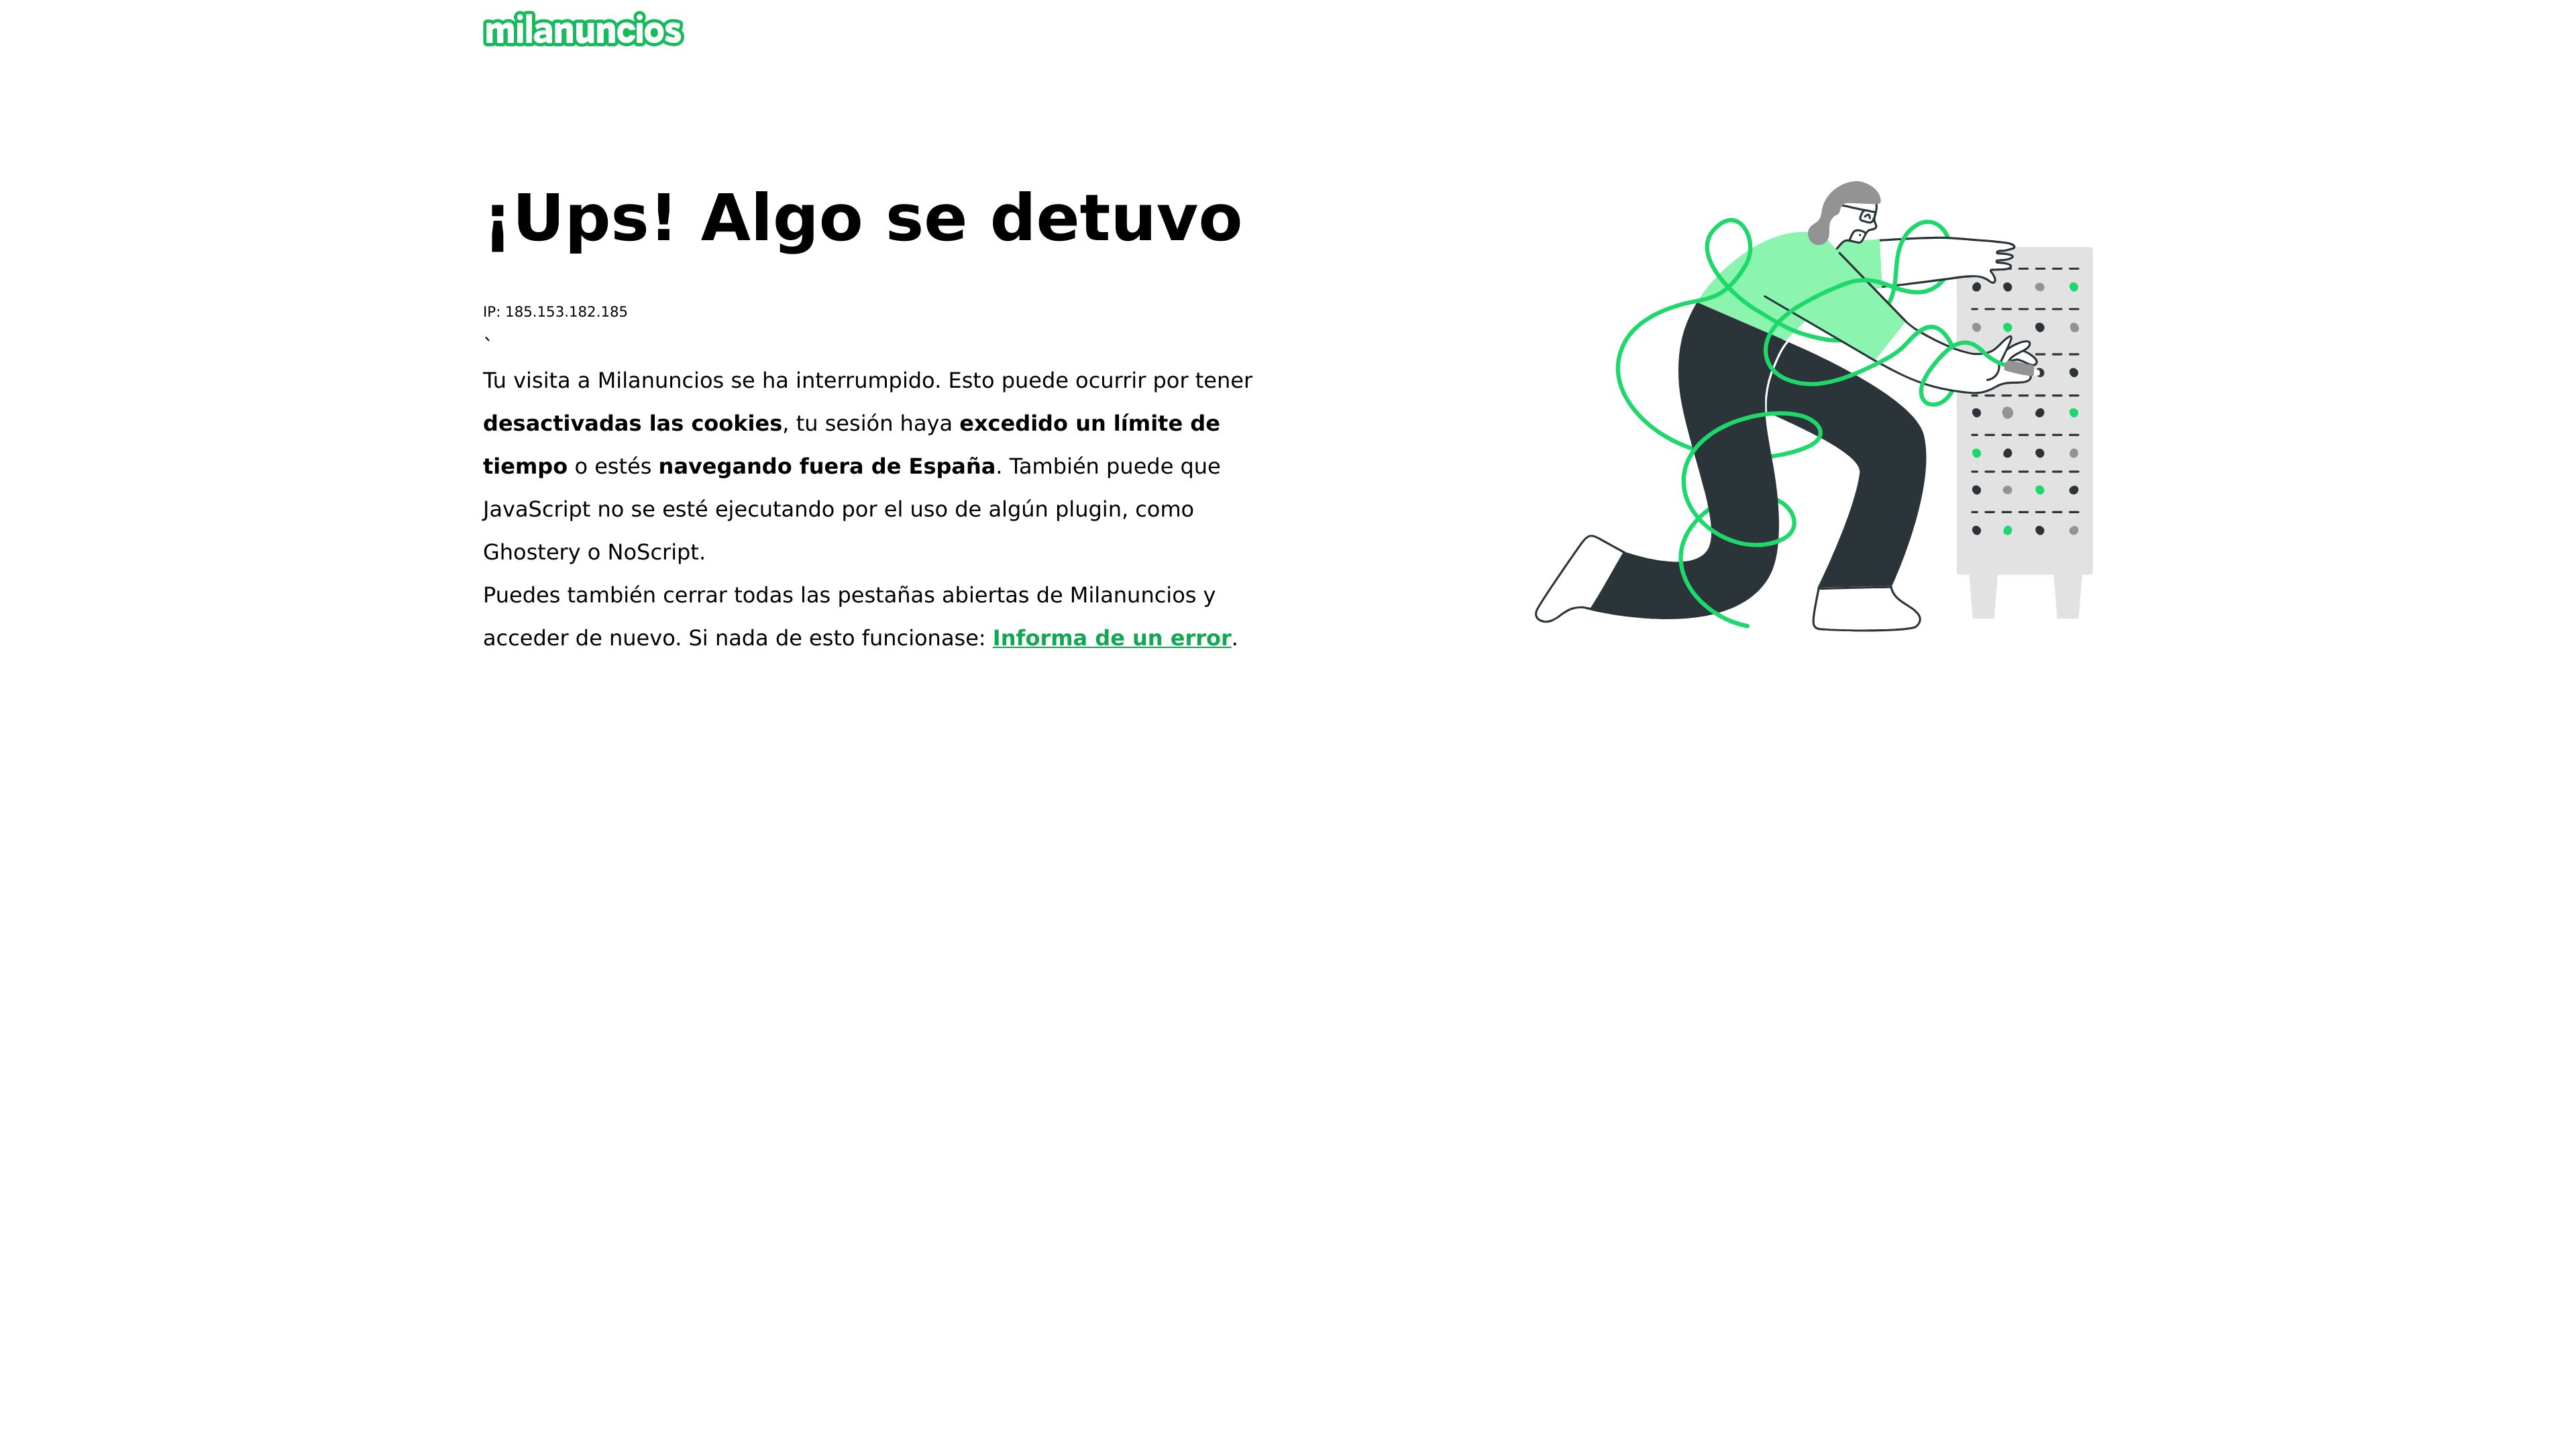 milanuncios
¡Ups! Algo se detuvo
IP: 185.153.182.185
`
Tu visita a Milanuncios se ha interrumpido. Esto puede ocurrir por tener
desactivadas las cookies, tu sesión haya excedido un límite de
tiempo o estés navegando fuera de España. También puede que
JavaScript no se esté ejecutando por el uso de algún plugin, como
Ghostery o NoScript.
Puedes también cerrar todas las pestañas abiertas de Milanuncios y
acceder de nuevo. Si nada de esto funcionase: Informa de un error.